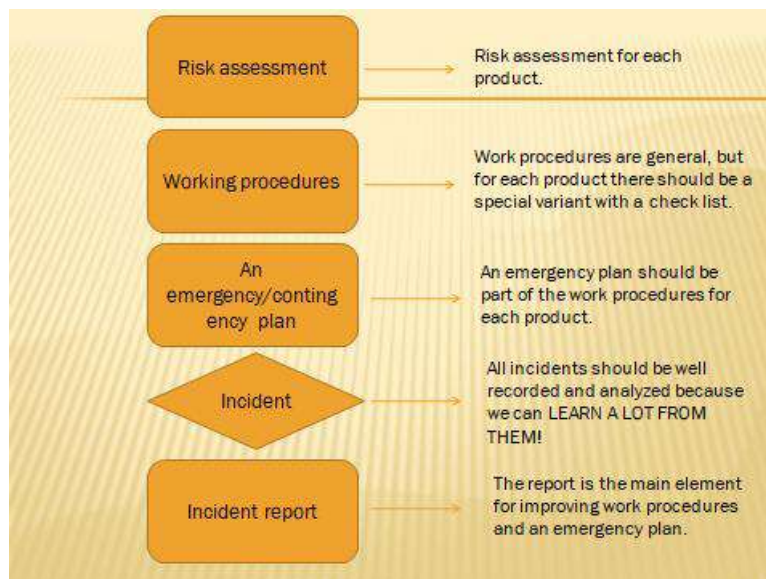 Risk assessment
Risk assessment for each
product.
Working procedures
Work procedures are general, but
for each product there should be a
special variant with a check list.
An
emergency/conting
ency plan
An emergency plan should be
part of the work procedures for
each product.
Incident
All incidents should be well
recorded and analyzed because
we can LEARN A LOT FROM
THEM!
Incident report
The report is the main element
for improving work procedures
and an emergency plan.